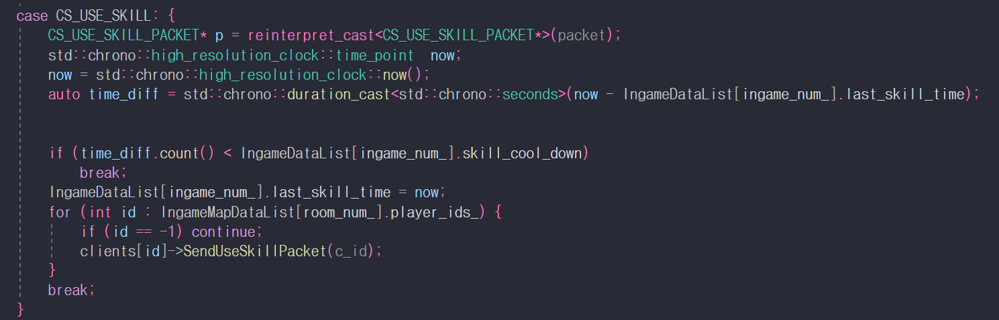 case CS_USE_SKILL: {
CS_USE_SKILL_PACKET* p = reinterpret_cast<CS_USE_SKILL_PACKET*>(packet);
std::chrono::high_resolution_clock::time_point  now;
now = std::chrono::high_resolution_clock::now();
auto time_diff = std::chrono::duration_cast<std::chrono::seconds>(now - IngameDataList[ingame_num_].last_skill_time);
if (time_diff.count() < IngameDataList[ingame_num_].skill_cool_down)
break;
IngameDataList[ingame_num_].last_skill_time = now;
for (int id : IngameMapDataList[room_num_].player_ids_) {
if (id == -1) continue;
clients[id]->SendUseSkillPacket(c_id);
}
break;
}